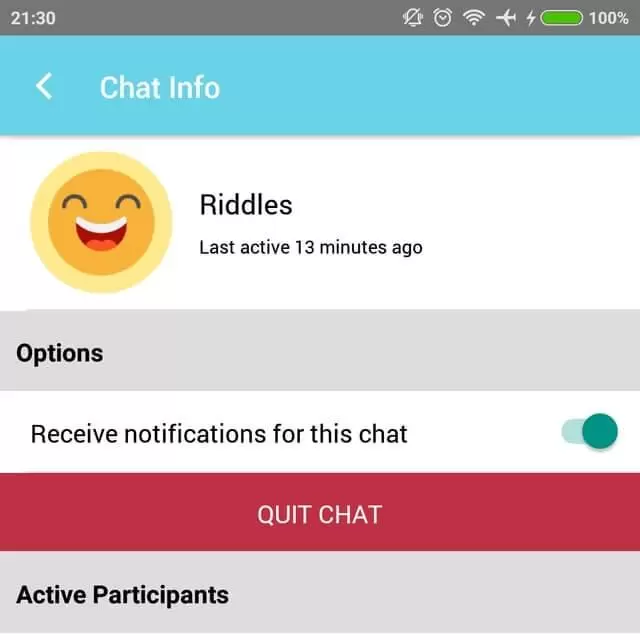 21:30 100%
Chat Info
Riddles
Last active 13 minutes ago
Options
Receive notifications for this chat
QUIT CHAT
Active Participants